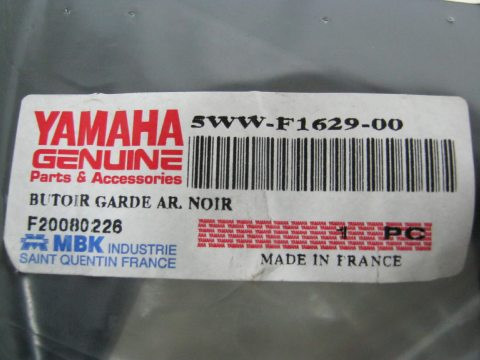 YAMAHA
GENUINE
Parts & Accessories
5WW-F1629-00
BUTOIR GARDE AR. NOIR
F20080226
MBK INDUSTRIE
SAINT QUENTIN FRANCE
1 PC
MADE IN FRANCE